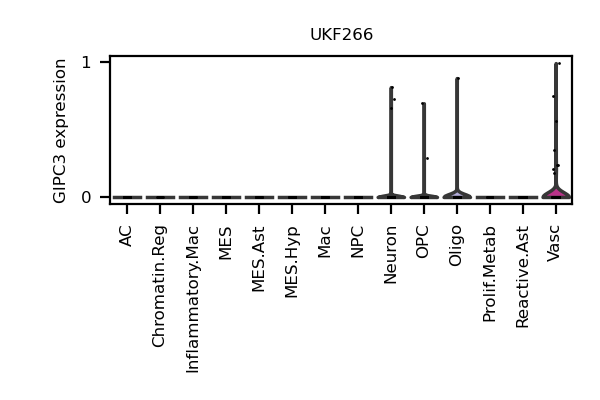 UKF266
GIPC3 expression
1
0
AC
Chromatin.Reg
Inflammatory.Mac
MES
MES.Ast
MES.Hyp
Mac
NPC
Neuron
OPC
Oligo
Prolif.Metab
Reactive.Ast
Vasc